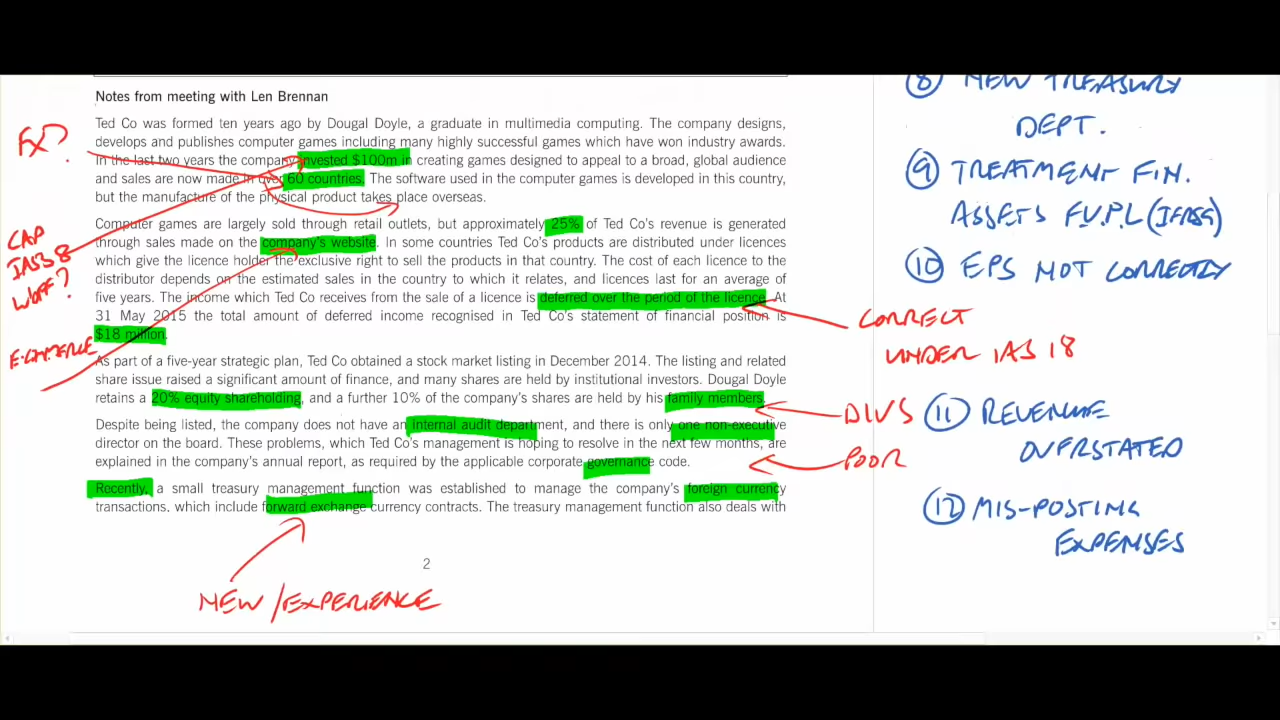 Notes from meeting with Len Brennan
Ted Co was formed ten years ago by Dougal Doyle, a graduate in multimedia computing. The company designs,
develops and publishes computer games including many highly successful games which have won industry awards.
In the last two years the company invested $100m in creating games designed to appeal to a broad, global audience
and sales are now made in over 60 countries. The software used in the computer games is developed in this country,
but the manufacture of the physical product takes place overseas.
Computer games are largely sold through retail outlets, but approximately 25% of Ted Co's revenue is generated
through sales made on the company's website. In some countries Ted Co's products are distributed under licences
which give the licence holder the exclusive right to sell the products in that country. The cost of each licence to the
distributor depends on the estimated sales in the country to which it relates, and licences last for an average of
five years. The income which Ted Co receives from the sale of a licence is deferred over the period of the licence. At
31 May 2015 the total amount of deferred income recognised in Ted Co's statement of financial position is
$18 million.
As part of a five-year strategic plan, Ted Co obtained a stock market listing in December 2014. The listing and related
share issue raised a significant amount of finance, and many shares are held by institutional investors. Dougal Doyle
retains a 20% equity shareholding, and a further 10% of the company's shares are held by his family members.
Despite being listed, the company does not have an internal audit department, and there is only one non-executive
director on the board. These problems, which Ted Co's management is hoping to resolve in the next few months, are
explained in the company's annual report, as required by the applicable corporate governance code.
Recently, a small treasury management function was established to manage the company's foreign currency
transactions, which include forward exchange currency contracts. The treasury management function also deals with
2
FX?
CAP
IAS38
W/OFF?
E-COMMERCE
NEW/EXPERIENCE
CORRECT
UNDER IAS 18
DIVS
POOR
8 NEW TREASURY
DEPT.
9 TREATMENT FIN.
ASSETS F.V.P.L (IFRS9)
10 EPS NOT CORRECTLY
11 REVENUE
OVERSTATED
12 MIS-POSTING
EXPENSES